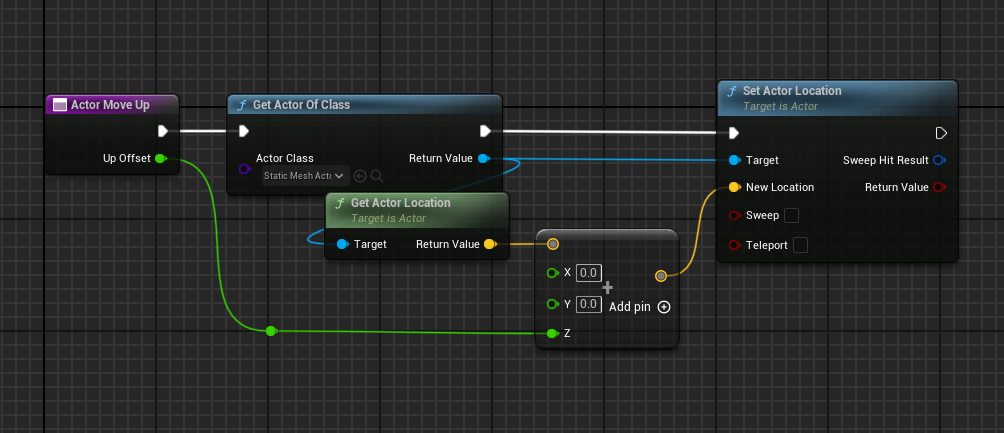 Actor Move Up
Up Offset
f Get Actor Of Class
Actor Class
Static Mesh Act
Return Value
f Get Actor Location
Target is Actor
Target
Return Value
X 0.0
Y 0.0
Add pin
Z
f Set Actor Location
Target is Actor
Target
Sweep Hit Result
New Location
Return Value
Sweep
Teleport